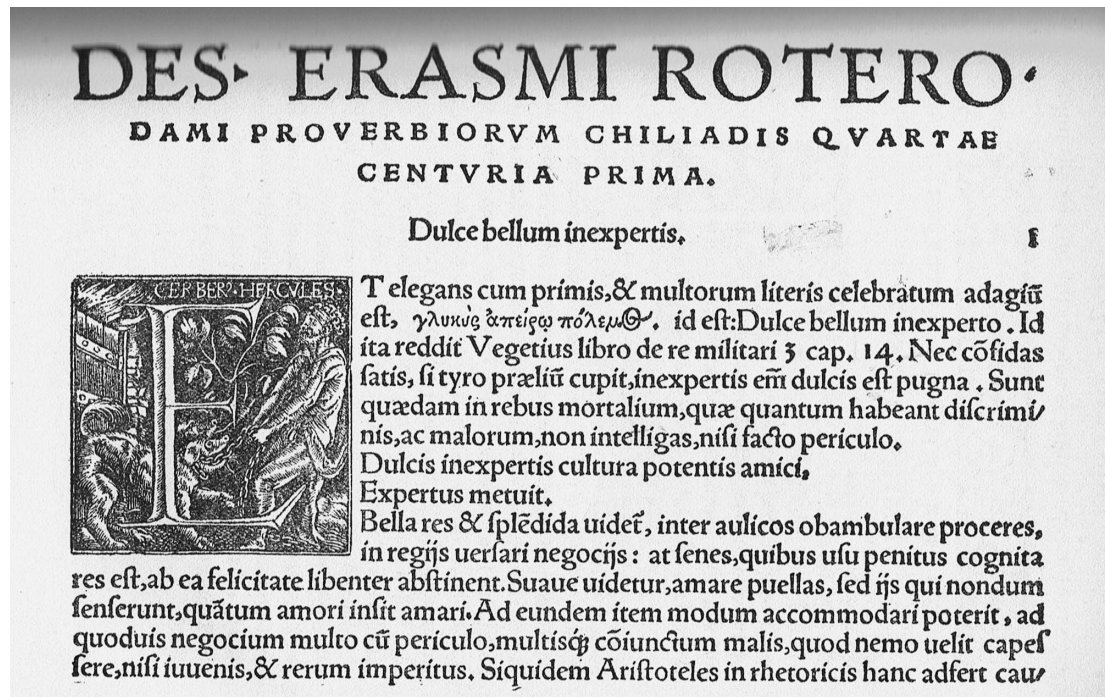 DES· ERASMI ROTERO·
DAMI PROVERBIORVM CHILIADIS QVARTAE
CENTVRIA PRIMA.
Dulce bellum inexpertis. I
CERBERꝰ·HERCVLES
ET elegans cum primis,& multorum literis celebratum adagiũ
eſt, γλυκὺς ἀπείρῳ πόλεμος. id eſt:Dulce bellum inexperto. Id
ita reddit Vegetius libro de re militari 3 cap. 14. Nec cõfidas
ſatis, ſi tyro præliũ cupit,inexpertis em̃ dulcis eſt pugna. Sunt
quædam in rebus mortalium,quæ quantum habeant diſcrimi/
nis,ac malorum,non intelligas,niſi facto periculo.
Dulcis inexpertis cultura potentis amici,
Expertus metuit.
Bella res & ſplẽdida uidet̃, inter aulicos obambulare proceres,
in regijs uerſari negocijs: at ſenes,quibus uſu penitus cognita
res eſt,ab ea felicitate libenter abſtinent.Suaue uidetur,amare puellas, ſed ijs qui nondum
ſenſerunt,quãtum amori inſit amari.Ad eundem item modum accommodari poterit, ad
quoduis negocium multo cũ periculo,multisq́ꝫ cõiunctum malis,quod nemo uelit capeſ
ſere,niſi iuuenis,& rerum imperitus. Siquidem Ariſtoteles in rhetoricis hanc adfert cau/